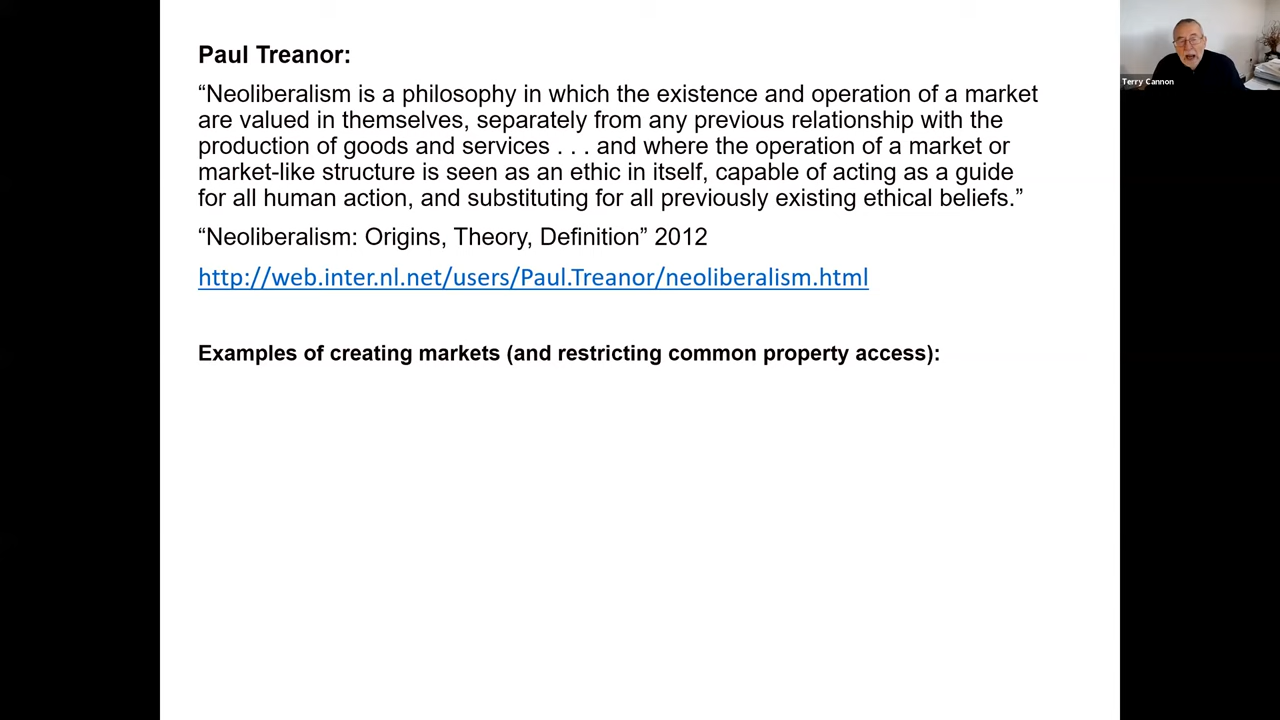 Paul Treanor:
“Neoliberalism is a philosophy in which the existence and operation of a market
are valued in themselves, separately from any previous relationship with the
production of goods and services . . . and where the operation of a market or
market-like structure is seen as an ethic in itself, capable of acting as a guide
for all human action, and substituting for all previously existing ethical beliefs.”
“Neoliberalism: Origins, Theory, Definition” 2012
http://web.inter.nl.net/users/Paul.Treanor/neoliberalism.html
Examples of creating markets (and restricting common property access):
Terry Cannon